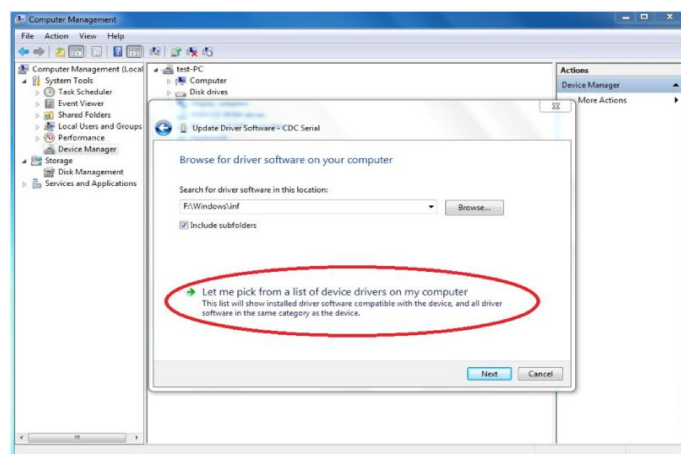 Computer Management
File Action View Help
Computer Management (Local
System Tools
Task Scheduler
Event Viewer
Shared Folders
Local Users and Groups
Performance
Device Manager
Storage
Disk Management
Services and Applications
test-PC
Computer
Disk drives
Actions
Device Manager
More Actions
Update Driver Software - CDC Serial
Browse for driver software on your computer
Search for driver software in this location:
F:\Windows\inf
Browse...
Include subfolders
Let me pick from a list of device drivers on my computer
This list will show installed driver software compatible with the device, and all driver
software in the same category as the device.
Next Cancel